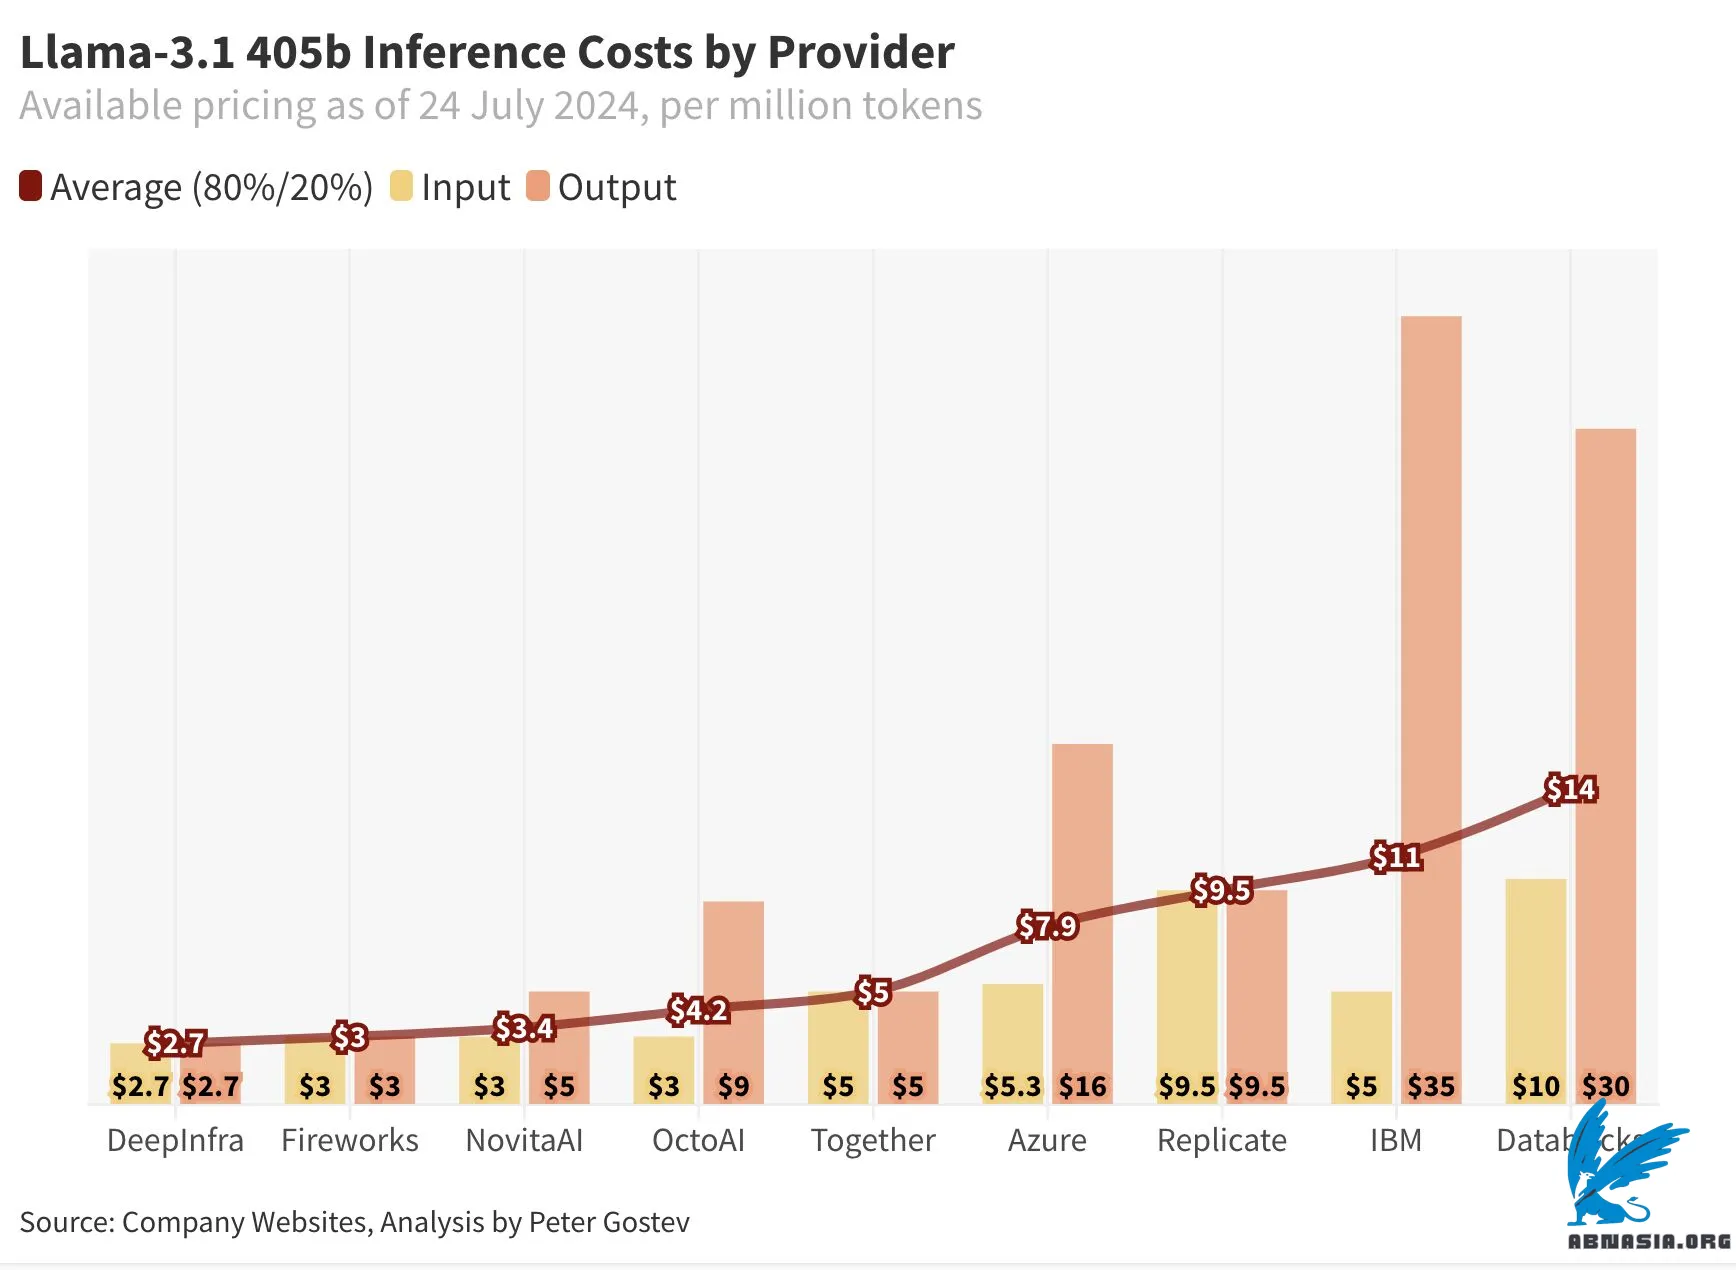 Llama-3.1 405b Inference Costs by Provider
Available pricing as of 24 July 2024, per million tokens
Average (80%/20%) Input Output
$14
$11
$9.5
$7.9
$5
$4.2
$3.4
$3
$2.7
$2.7 $2.7 $3 $3 $3 $5 $3 $9 $5 $5 $5.3 $16 $9.5 $9.5 $5 $35 $10 $30
DeepInfra Fireworks NovitaAI OctoAI Together Azure Replicate IBM
Source: Company Websites, Analysis by Peter Gostev
ABNASIA.ORG